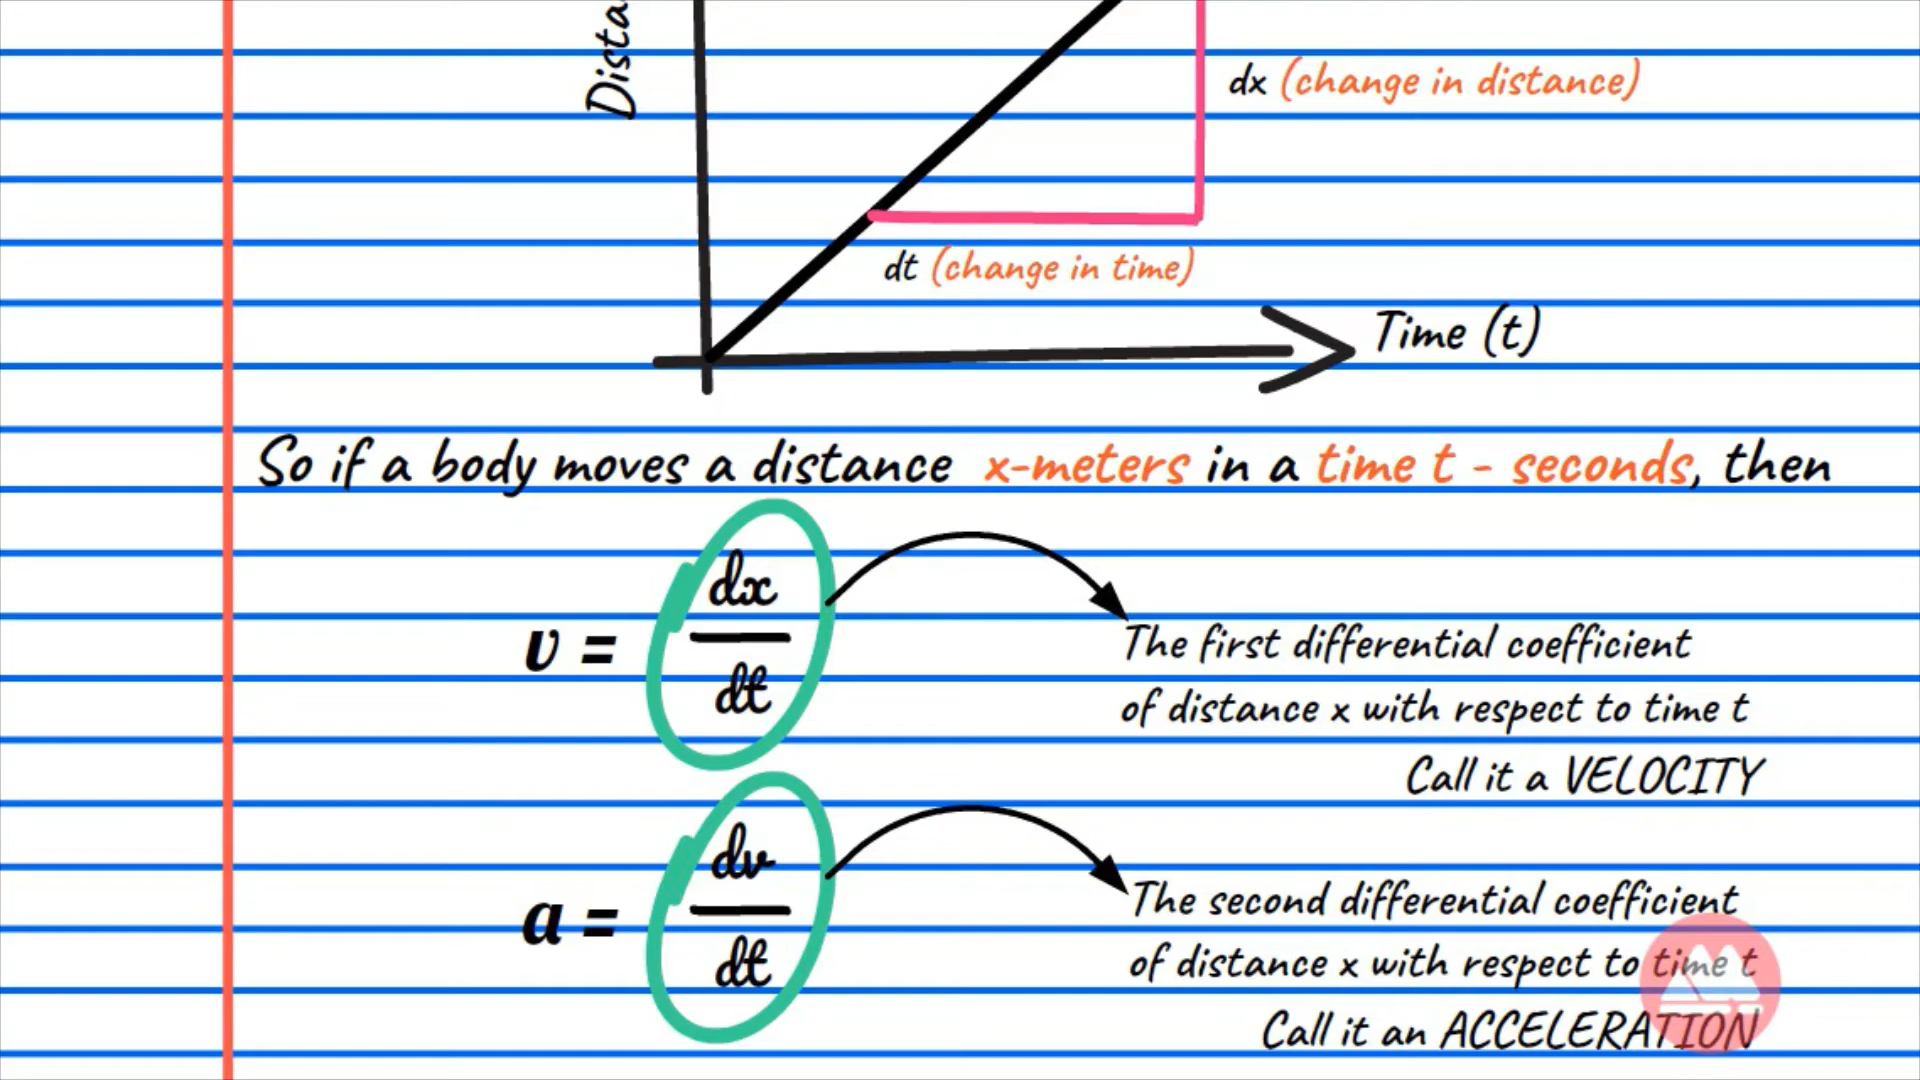 Dista
dx (change in distance)
dt (change in time)
Time (t)
So if a body moves a distance x-meters in a time t - seconds, then
v = dx
dt
The first differential coefficient
of distance x with respect to time t
Call it a VELOCITY
a = dv
dt
The second differential coefficient
of distance x with respect to time t
Call it an ACCELERATION